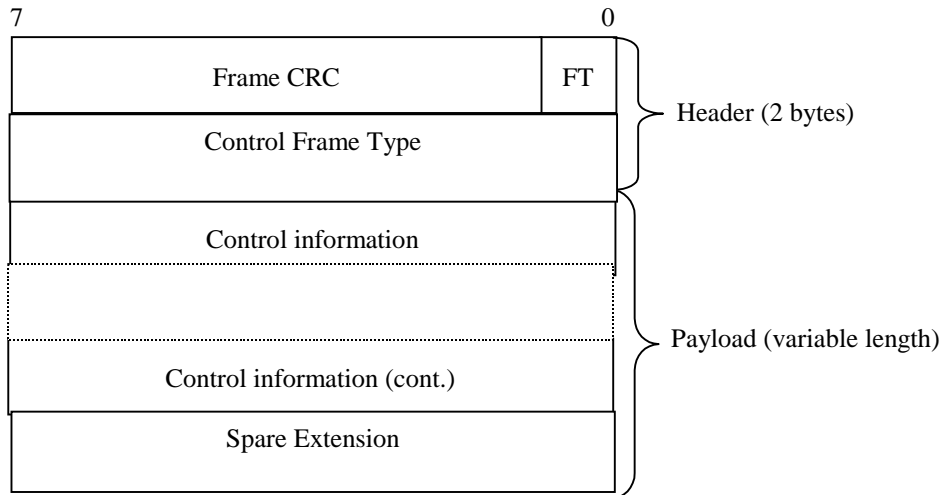 7 0
Frame CRC FT
Header (2 bytes)
Control Frame Type
Control information
Payload (variable length)
Control information (cont.)
Spare Extension